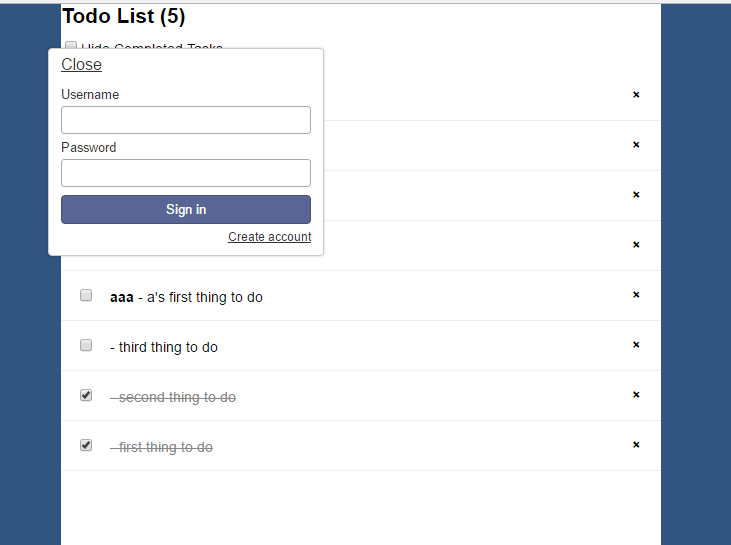 Todo List (5)
Hide Completed Tasks
Close
Username
Password
Sign in
Create account
aaa - a's first thing to do
- third thing to do
- second thing to do
- first thing to do